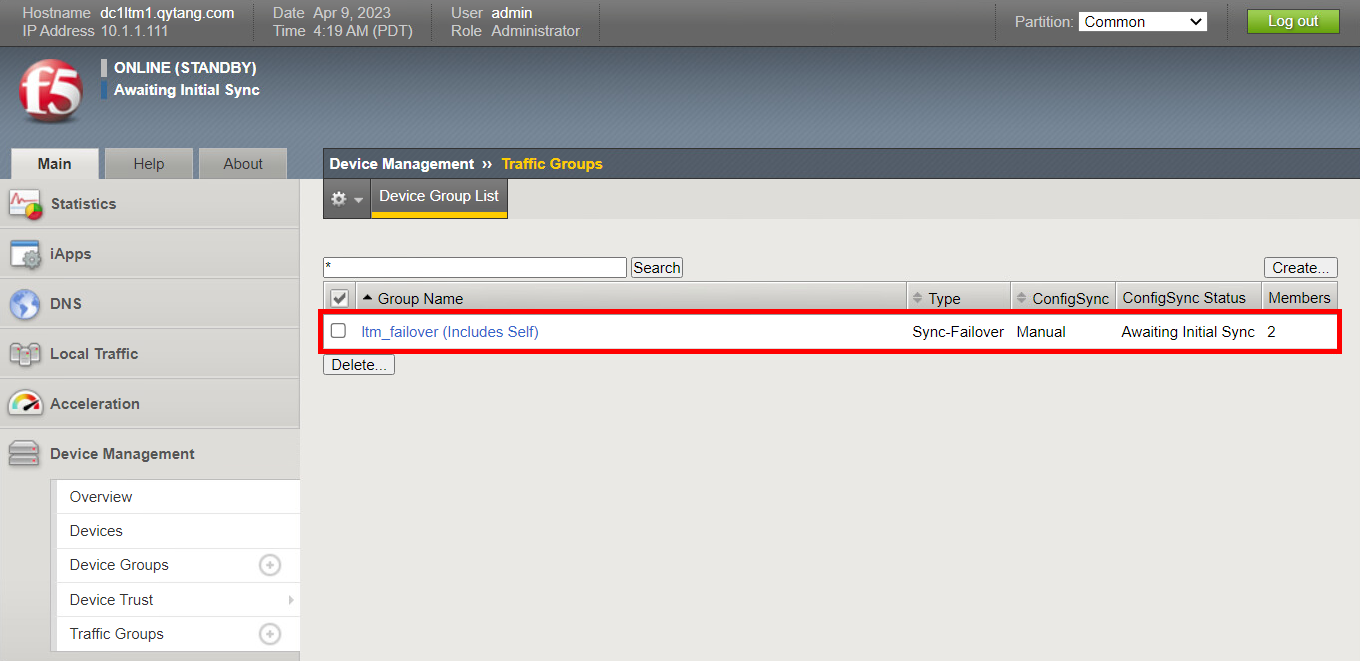 Hostname dc1ltm1.qytang.com Date Apr 9, 2023 User admin
IP Address 10.1.1.111 Time 4:19 AM (PDT) Role Administrator
Partition: Common Log out
f5
ONLINE (STANDBY)
Awaiting Initial Sync
Main Help About
Device Management ›› Traffic Groups
Device Group List
Statistics
iApps
DNS
Local Traffic
Acceleration
Device Management
Overview
Devices
Device Groups
Device Trust
Traffic Groups
* Search Create...
Group Name Type ConfigSync ConfigSync Status Members
ltm_failover (Includes Self) Sync-Failover Manual Awaiting Initial Sync 2
Delete...